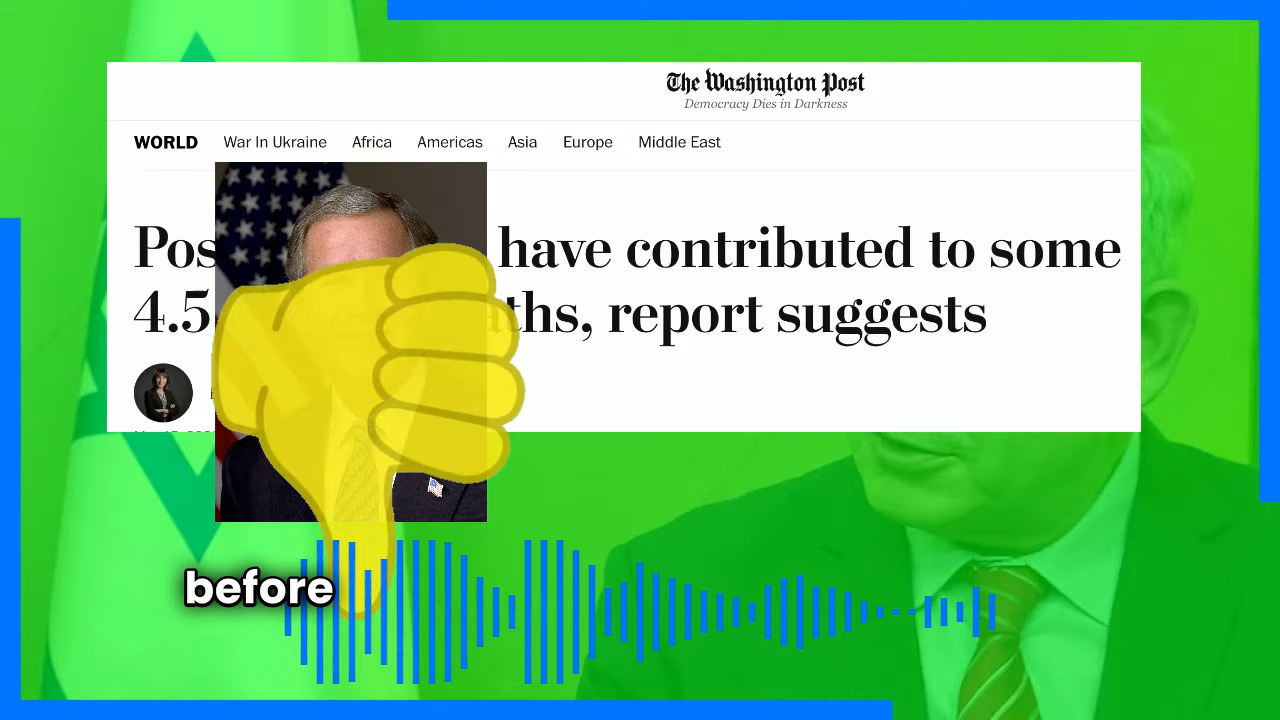 The Washington Post
Democracy Dies in Darkness
WORLD War In Ukraine Africa Americas Asia Europe Middle East
Pos have contributed to some
4.5 ths, report suggests
before